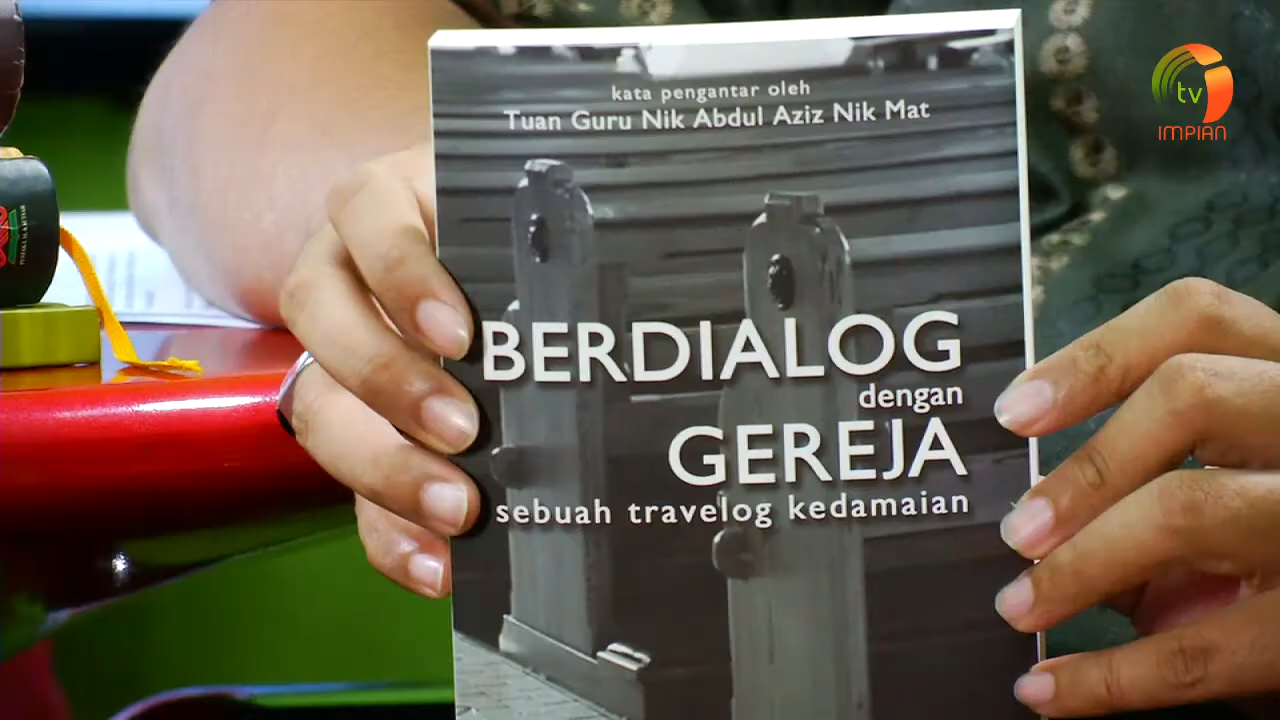 kata pengantar oleh
Tuan Guru Nik Abdul Aziz Nik Mat
BERDIALOG
dengan
GEREJA
sebuah travelog kedamaian
tv
IMPIAN